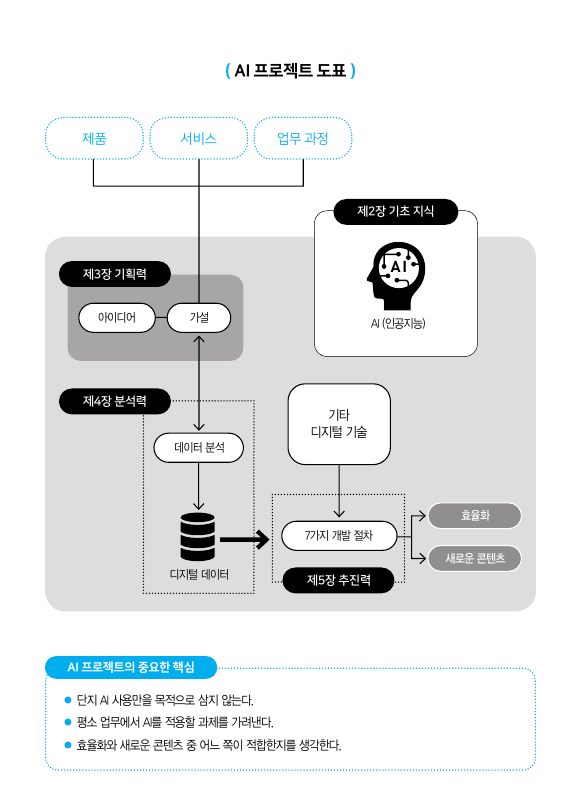 ( AI 프로젝트 도표 )
제품
서비스
업무 과정
제2장 기초 지식
AI
AI (인공지능)
제3장 기획력
아이디어
가설
제4장 분석력
데이터 분석
디지털 데이터
기타
디지털 기술
7가지 개발 절차
제5장 추진력
효율화
새로운 콘텐츠
AI 프로젝트의 중요한 핵심
● 단지 AI 사용만을 목적으로 삼지 않는다.
● 평소 업무에서 AI를 적용할 과제를 가려낸다.
● 효율화와 새로운 콘텐츠 중 어느 쪽이 적합한지를 생각한다.